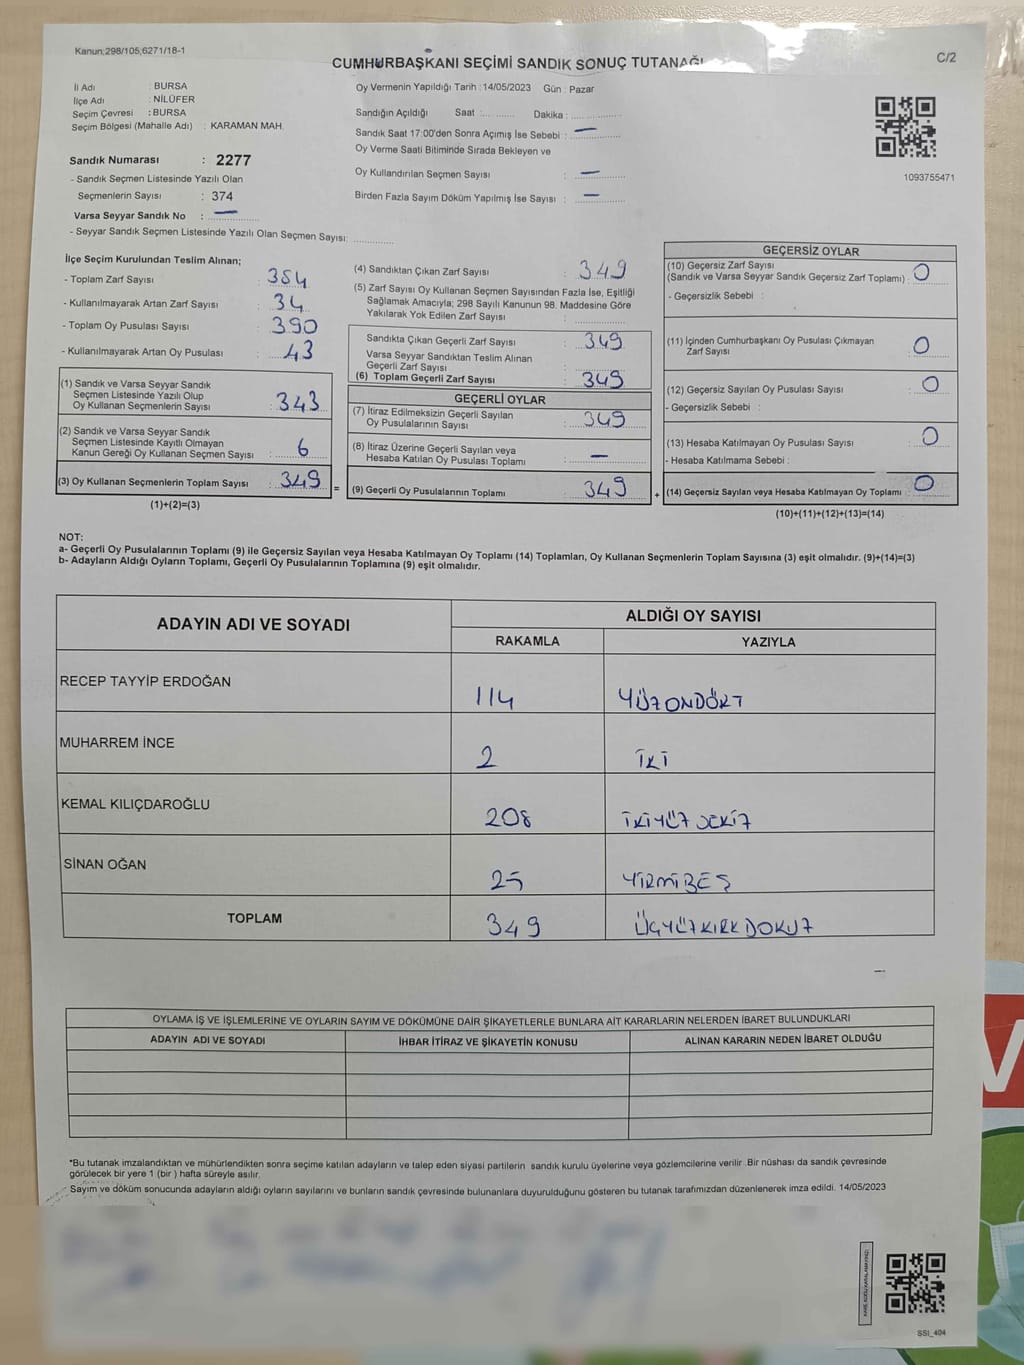 Kanun;298/105,6271/18-1
CUMHURBAŞKANI SEÇİMİ SANDIK SONUÇ TUTANAĞI
C/2
İl Adı : BURSA
İlçe Adı : NİLÜFER
Seçim Çevresi : BURSA
Seçim Bölgesi (Mahalle Adı) : KARAMAN MAH.
Sandık Numarası : 2277
- Sandık Seçmen Listesinde Yazılı Olan
Seçmenlerin Sayısı : 374
Varsa Seyyar Sandık No : —
- Seyyar Sandık Seçmen Listesinde Yazılı Olan Seçmen Sayısı: ............
Oy Vermenin Yapıldığı Tarih : 14/05/2023 Gün : Pazar
Sandığın Açıldığı Saat :.......... Dakika : ..............
Sandık Saat 17:00'den Sonra Açımış İse Sebebi : —
Oy Verme Saati Bitiminde Sırada Bekleyen ve
Oy Kullandırılan Seçmen Sayısı : —
Birden Fazla Sayım Döküm Yapılmış İse Sayısı : —
1093755471
İlçe Seçim Kurulundan Teslim Alınan;
- Toplam Zarf Sayısı : 384
- Kullanılmayarak Artan Zarf Sayısı : 34
- Toplam Oy Pusulası Sayısı : 390
- Kullanılmayarak Artan Oy Pusulası : 43
(1) Sandık ve Varsa Seyyar Sandık
Seçmen Listesinde Yazılı Olup
Oy Kullanan Seçmenlerin Sayısı : 343
(2) Sandık ve Varsa Seyyar Sandık
Seçmen Listesinde Kayıtlı Olmayan
Kanun Gereği Oy Kullanan Seçmen Sayısı : 6
(3) Oy Kullanan Seçmenlerin Toplam Sayısı : 349
(1)+(2)=(3)
(4) Sandıktan Çıkan Zarf Sayısı : 349
(5) Zarf Sayısı Oy Kullanan Seçmen Sayısından Fazla İse, Eşitliği
Sağlamak Amacıyla; 298 Sayılı Kanunun 98. Maddesine Göre
Yakılarak Yok Edilen Zarf Sayısı : ..............
Sandıkta Çıkan Geçerli Zarf Sayısı : 349
Varsa Seyyar Sandıktan Teslim Alınan
Geçerli Zarf Sayısı :
(6) Toplam Geçerli Zarf Sayısı : 349
GEÇERLİ OYLAR
(7) İtiraz Edilmeksizin Geçerli Sayılan
Oy Pusulalarının Sayısı : 349
(8) İtiraz Üzerine Geçerli Sayılan veya
Hesaba Katılan Oy Pusulası Toplamı : —
= (9) Geçerli Oy Pusulalarının Toplamı : 349 +
GEÇERSİZ OYLAR
(10) Geçersiz Zarf Sayısı
(Sandık ve Varsa Seyyar Sandık Geçersiz Zarf Toplamı) : 0
- Geçersizlik Sebebi :
(11) İçinden Cumhurbaşkanı Oy Pusulası Çıkmayan
Zarf Sayısı : 0
(12) Geçersiz Sayılan Oy Pusulası Sayısı : 0
- Geçersizlik Sebebi :
(13) Hesaba Katılmayan Oy Pusulası Sayısı : 0
- Hesaba Katılmama Sebebi :
(14) Geçersiz Sayılan veya Hesaba Katılmayan Oy Toplamı : 0
(10)+(11)+(12)+(13)=(14)
NOT:
a- Geçerli Oy Pusulalarının Toplamı (9) ile Geçersiz Sayılan veya Hesaba Katılmayan Oy Toplamı (14) Toplamları, Oy Kullanan Seçmenlerin Toplam Sayısına (3) eşit olmalıdır. (9)+(14)=(3)
b- Adayların Aldığı Oyların Toplamı, Geçerli Oy Pusulalarının Toplamına (9) eşit olmalıdır.
ADAYIN ADI VE SOYADI ALDIĞI OY SAYISI
RAKAMLA YAZIYLA
RECEP TAYYİP ERDOĞAN 114 YÜZONDÖRT
MUHARREM İNCE 2 İKİ
KEMAL KILIÇDAROĞLU 208 İKİYÜZ SEKİZ
SİNAN OĞAN 25 YİRMİBEŞ
TOPLAM 349 ÜÇYÜZKIRKDOKUZ
OYLAMA İŞ VE İŞLEMLERİNE VE OYLARIN SAYIM VE DÖKÜMÜNE DAİR ŞİKAYETLERLE BUNLARA AİT KARARLARIN NELERDEN İBARET BULUNDUKLARI
ADAYIN ADI VE SOYADI İHBAR İTİRAZ VE ŞİKAYETİN KONUSU ALINAN KARARIN NEDEN İBARET OLDUĞU
*Bu tutanak imzalandıktan ve mühürlendikten sonra seçime katılan adayların ve talep eden siyasi partilerin sandık kurulu üyelerine veya gözlemcilerine verilir .Bir nüshası da sandık çevresinde
görülecek bir yere 1 (bir ) hafta süreyle asılır.
Sayım ve döküm sonucunda adayların aldığı oyların sayılarını ve bunların sandık çevresinde bulunanlara duyurulduğunu gösteren bu tutanak tarafımızdan düzenlenerek imza edildi. 14/05/2023
SSI_404